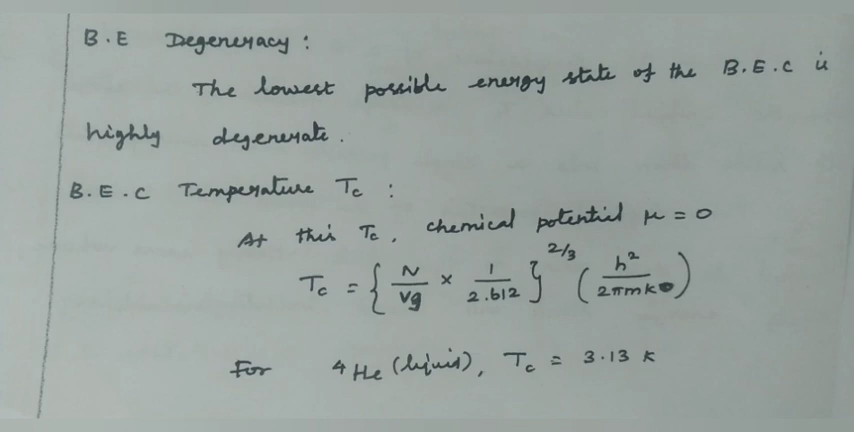 B.E Degeneracy :
The lowest possible energy state of the B.E.C is
highly degenerate.
B.E.C Temperature Tc :
At this Tc, chemical potential μ = 0
Tc = { N/Vg × 1/2.612 }^2/3 ( h²/2πmk )
For ⁴He (liquid), Tc = 3.13 K